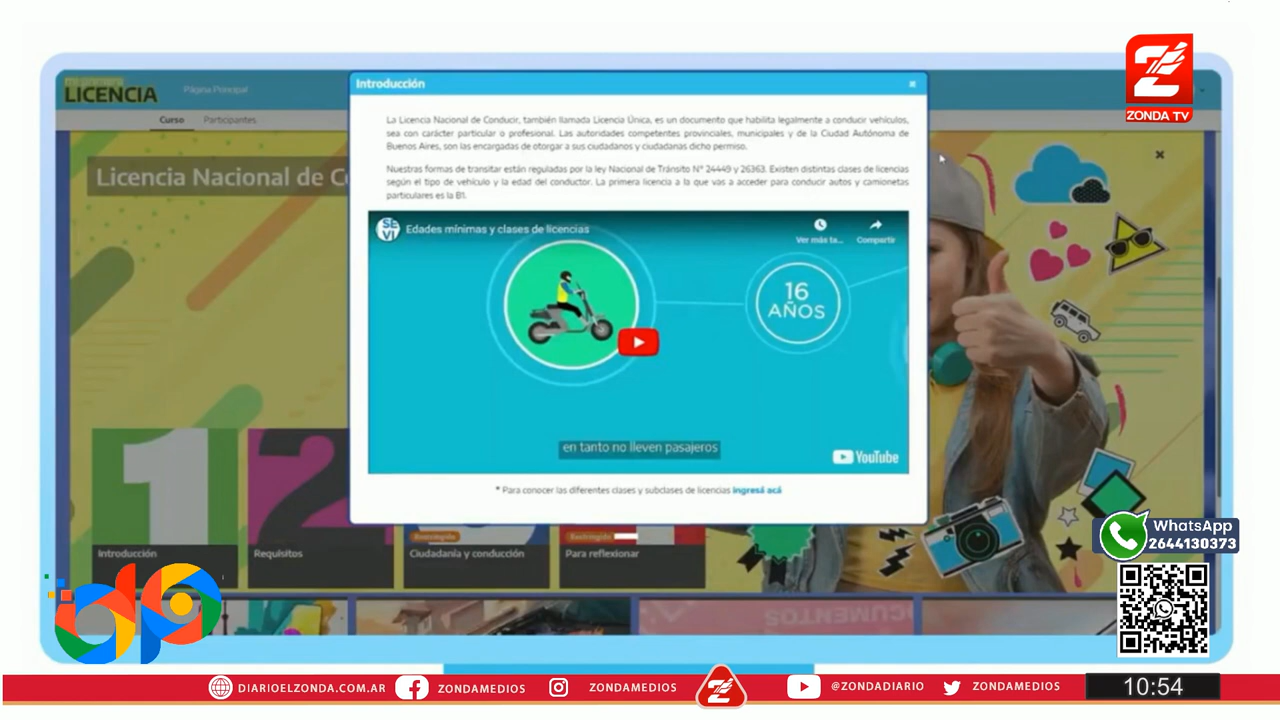 ZONDA TV
LICENCIA
Página Principal
Curso
Participantes
Licencia Nacional de C
Introducción
La Licencia Nacional de Conducir, también llamada Licencia Única, es un documento que habilita legalmente a conducir vehículos,
sea con carácter particular o profesional. Las autoridades competentes provinciales, municipales y de la Ciudad Autónoma de
Buenos Aires, son las encargadas de otorgar a sus ciudadanos y ciudadanas dicho permiso.
Nuestras formas de transitar están reguladas por la ley Nacional de Tránsito N° 24449 y 26363. Existen distintas clases de licencias
según el tipo de vehículo y la edad del conductor. La primera licencia a la que vas a acceder para conducir autos y camionetas
particulares es la B1.
SE
VI
Edades mínimas y clases de licencias
Ver más ta...
Compartir
16
AÑOS
en tanto no lleven pasajeros
YouTube
* Para conocer las diferentes clases y subclases de licencias ingresá acá
1
2
Introducción
Requisitos
Restringido
Ciudadanía y conducción
Restringido
Para reflexionar
WhatsApp
2644130373
DIARIOELZONDA.COM.AR
ZONDAMEDIOS
ZONDAMEDIOS
@ZONDADIARIO
ZONDAMEDIOS
10:54